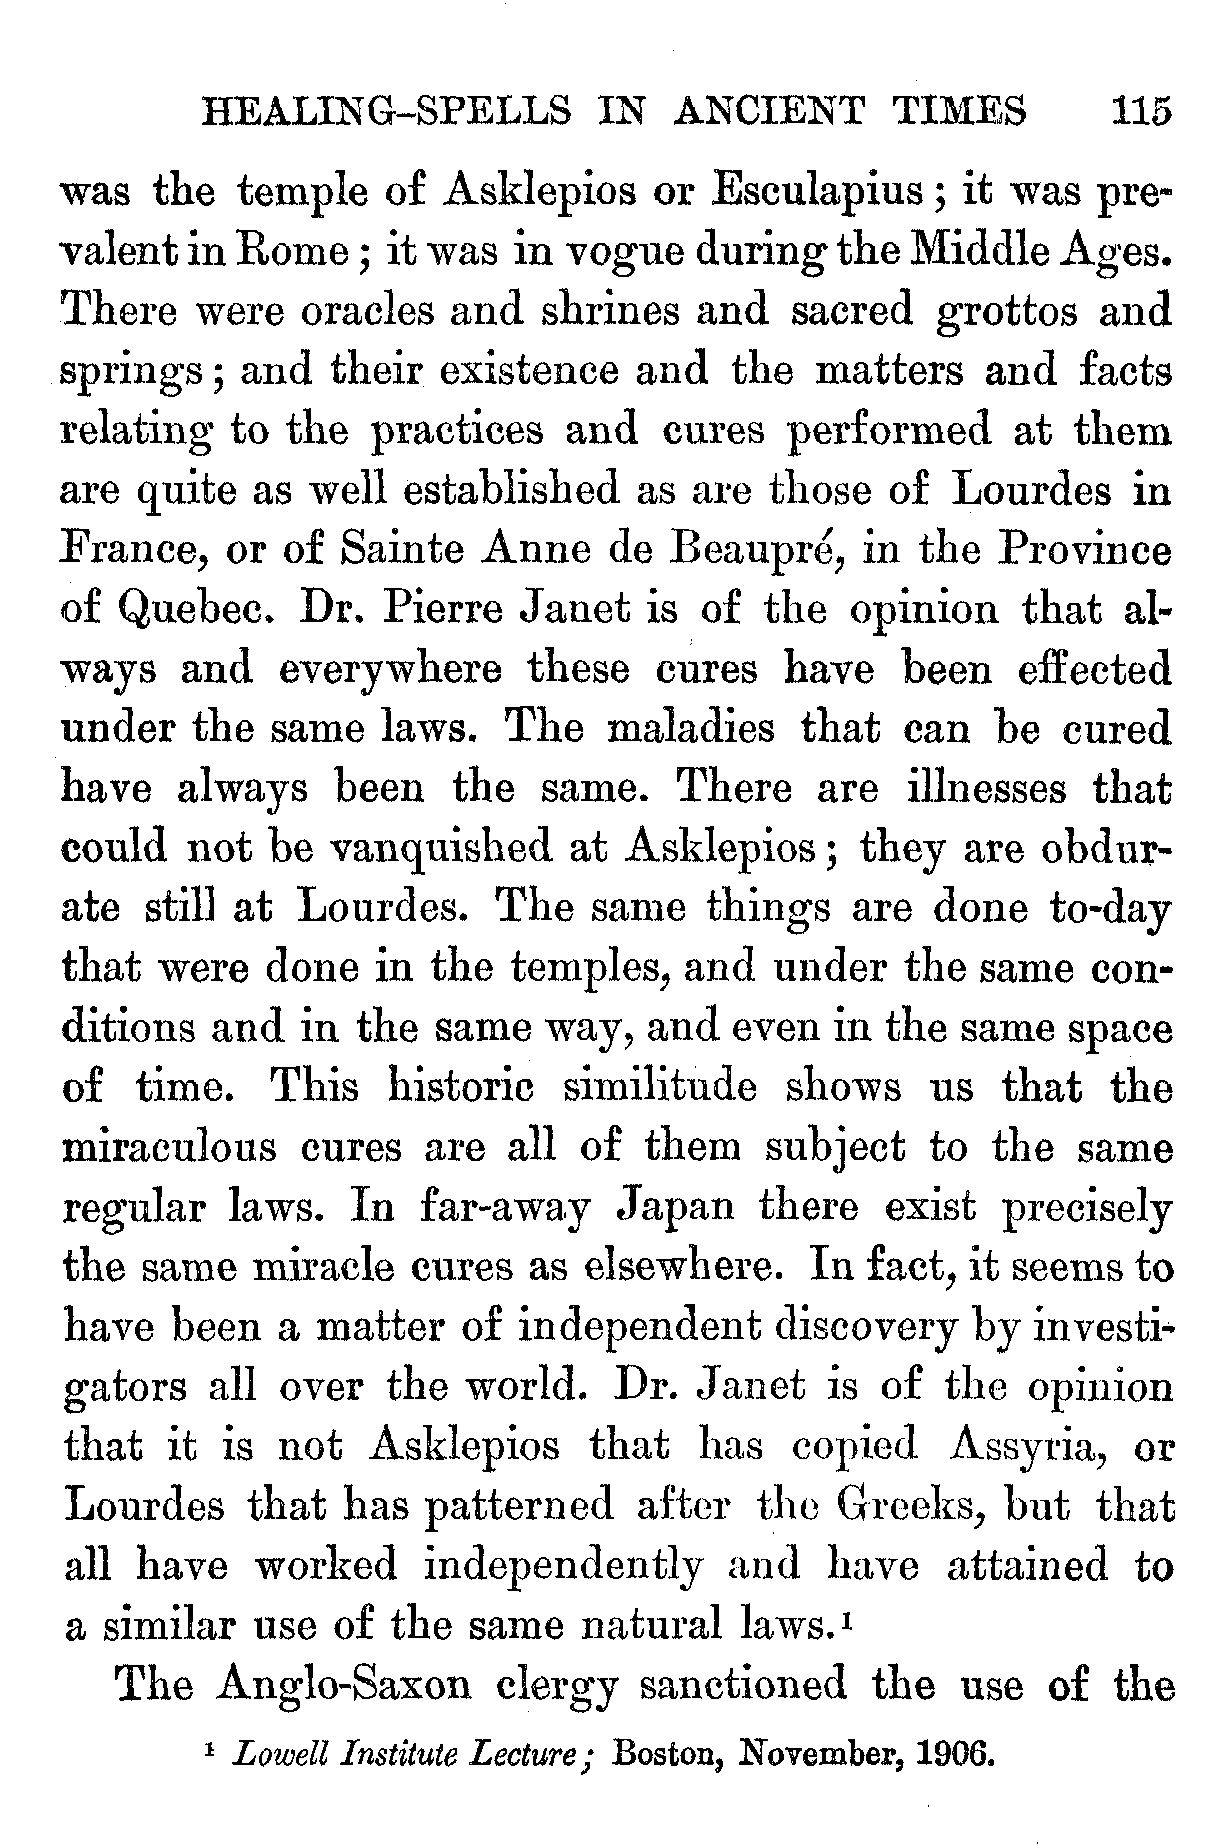 HEALING-SPELLS IN ANCIENT TIMES 115
was the temple of Asklepios or Esculapius; it was pre-
valent in Rome; it was in vogue during the Middle Ages.
There were oracles and shrines and sacred grottos and
springs; and their existence and the matters and facts
relating to the practices and cures performed at them
are quite as well established as are those of Lourdes in
France, or of Sainte Anne de Beaupré, in the Province
of Quebec. Dr. Pierre Janet is of the opinion that al-
ways and everywhere these cures have been effected
under the same laws. The maladies that can be cured
have always been the same. There are illnesses that
could not be vanquished at Asklepios; they are obdur-
ate still at Lourdes. The same things are done to-day
that were done in the temples, and under the same con-
ditions and in the same way, and even in the same space
of time. This historic similitude shows us that the
miraculous cures are all of them subject to the same
regular laws. In far-away Japan there exist precisely
the same miracle cures as elsewhere. In fact, it seems to
have been a matter of independent discovery by investi-
gators all over the world. Dr. Janet is of the opinion
that it is not Asklepios that has copied Assyria, or
Lourdes that has patterned after the Greeks, but that
all have worked independently and have attained to
a similar use of the same natural laws.¹
The Anglo-Saxon clergy sanctioned the use of the
¹ Lowell Institute Lecture; Boston, November, 1906.